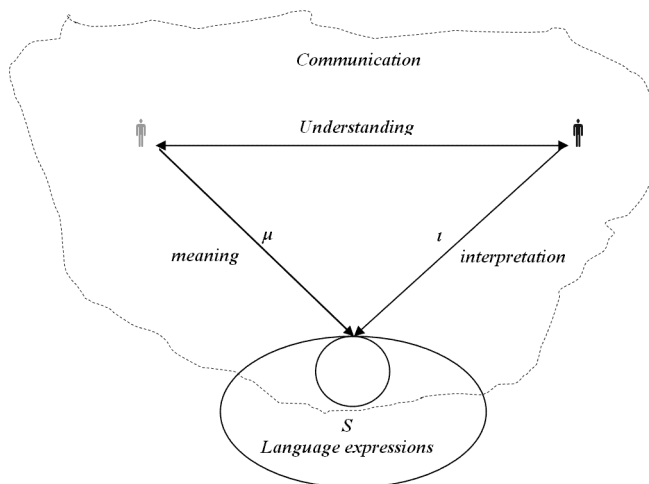 Communication
Understanding
μ
ι
meaning
interpretation
S
Language expressions